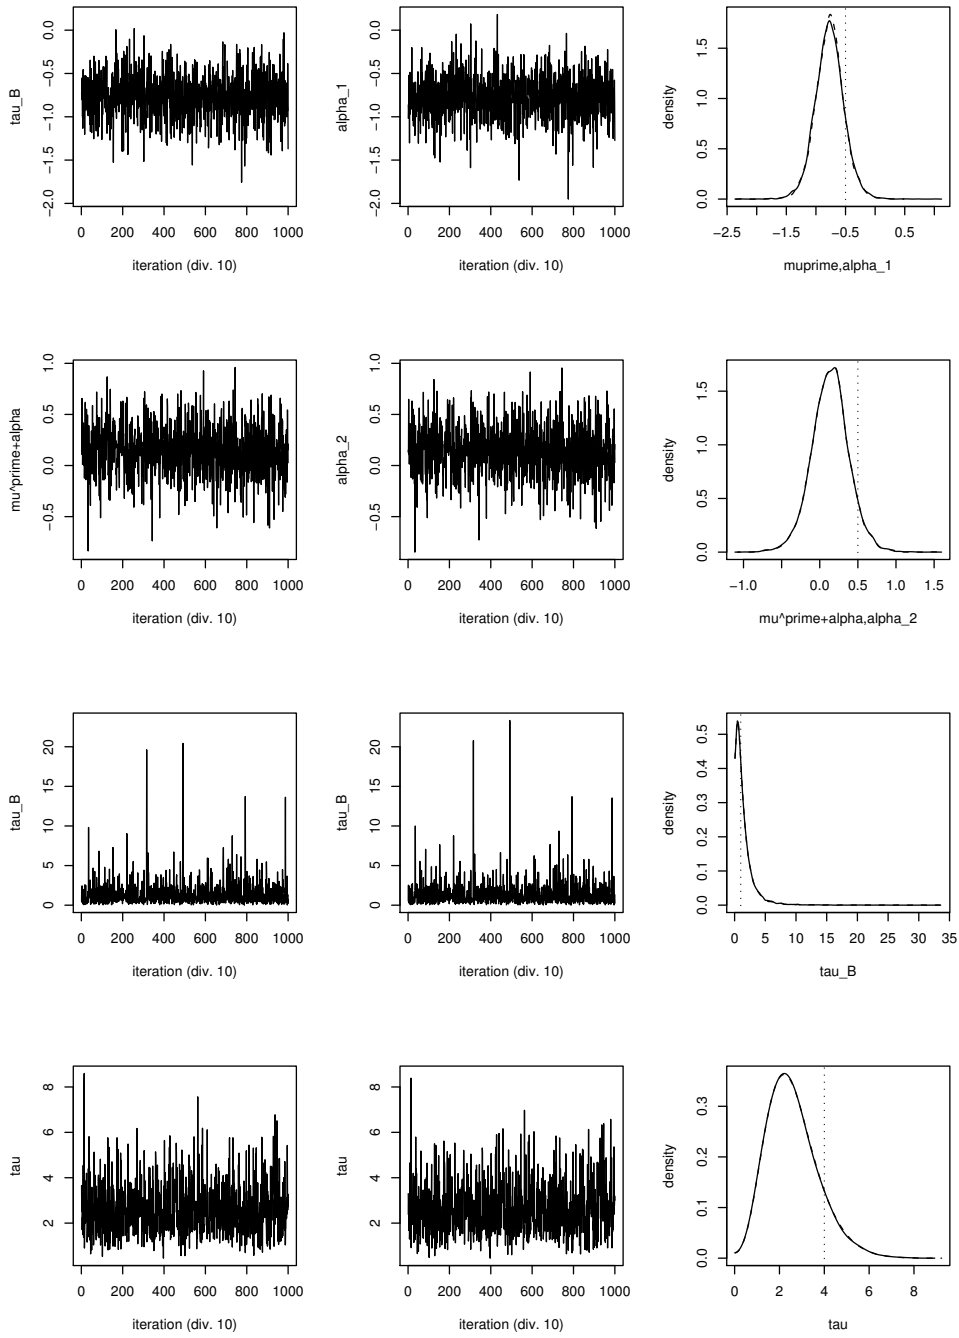 tau_B
0.0
−0.5
−1.0
−1.5
−2.0
0 200 400 600 800 1000
iteration (div. 10)
alpha_1
0.0
−0.5
−1.0
−1.5
−2.0
0 200 400 600 800 1000
iteration (div. 10)
density
1.5
1.0
0.5
0.0
−2.5 −1.5 −0.5 0.5
muprime,alpha_1
mu^prime+alpha
1.0
0.5
0.0
−0.5
0 200 400 600 800 1000
iteration (div. 10)
alpha_2
1.0
0.5
0.0
−0.5
0 200 400 600 800 1000
iteration (div. 10)
density
1.5
1.0
0.5
0.0
−1.0 0.0 0.5 1.0 1.5
mu^prime+alpha,alpha_2
tau_B
20
15
10
5
0
0 200 400 600 800 1000
iteration (div. 10)
tau_B
20
15
10
5
0
0 200 400 600 800 1000
iteration (div. 10)
density
0.5
0.4
0.3
0.2
0.1
0.0
0 5 10 15 20 25 30 35
tau_B
tau
8
6
4
2
0 200 400 600 800 1000
iteration (div. 10)
tau
8
6
4
2
0 200 400 600 800 1000
iteration (div. 10)
density
0.3
0.2
0.1
0.0
0 2 4 6 8
tau